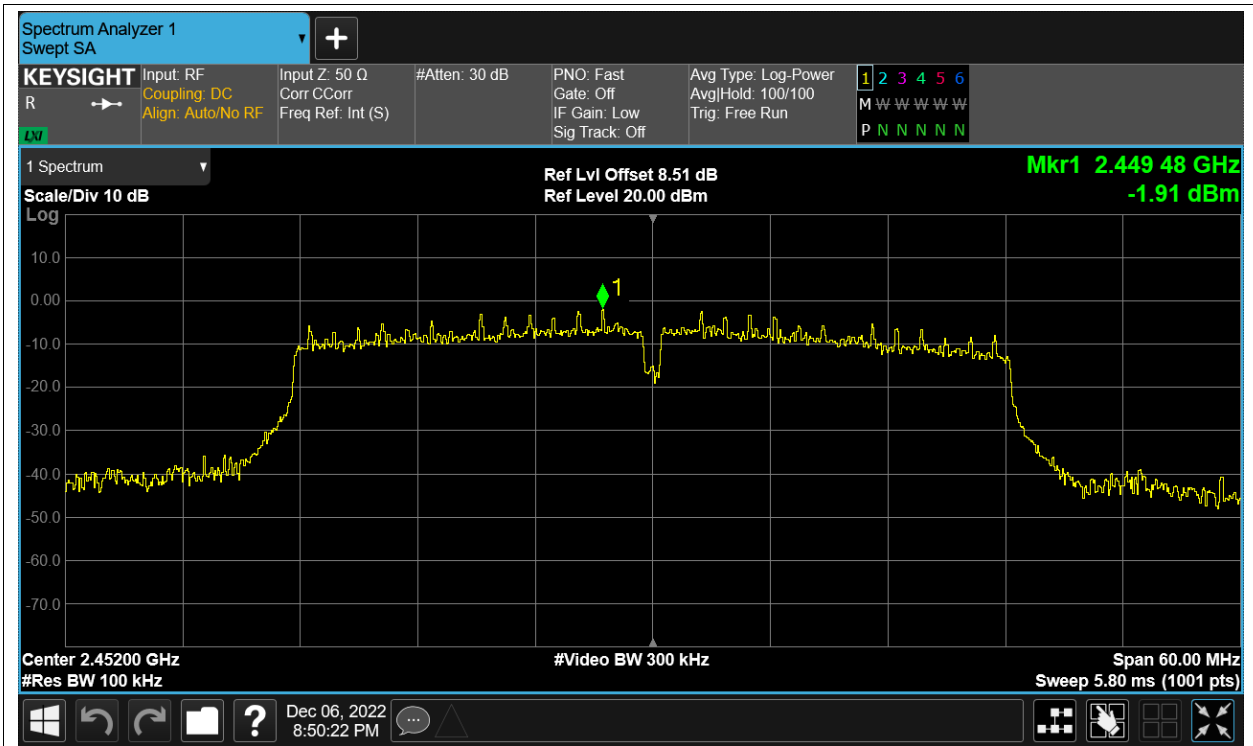 Spectrum Analyzer 1
Swept SA
+
KEYSIGHT
R
LXI
Input: RF
Coupling: DC
Align: Auto/No RF
Input Z: 50 Ω
Corr CCorr
Freq Ref: Int (S)
#Atten: 30 dB
PNO: Fast
Gate: Off
IF Gain: Low
Sig Track: Off
Avg Type: Log-Power
Avg|Hold: 100/100
Trig: Free Run
1 2 3 4 5 6
M W W W W W
P N N N N N
1 Spectrum
Scale/Div 10 dB
Log
Ref Lvl Offset 8.51 dB
Ref Level 20.00 dBm
Mkr1 2.449 48 GHz
-1.91 dBm
1
10.0
0.00
-10.0
-20.0
-30.0
-40.0
-50.0
-60.0
-70.0
Center 2.45200 GHz
#Res BW 100 kHz
#Video BW 300 kHz
Span 60.00 MHz
Sweep 5.80 ms (1001 pts)
?
Dec 06, 2022
8:50:22 PM